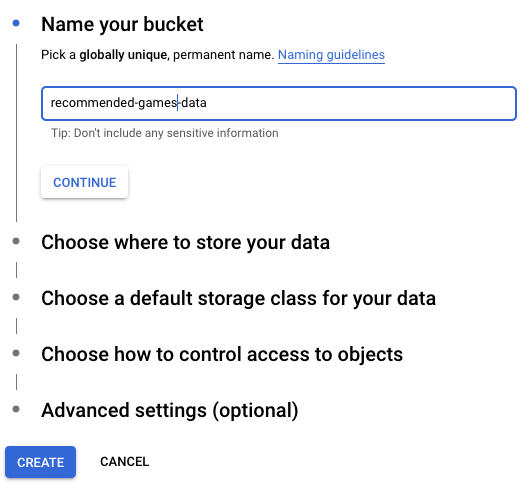 Name your bucket
Pick a globally unique, permanent name. Naming guidelines
recommended-games-data
Tip: Don't include any sensitive information
CONTINUE
Choose where to store your data
Choose a default storage class for your data
Choose how to control access to objects
Advanced settings (optional)
CREATE CANCEL